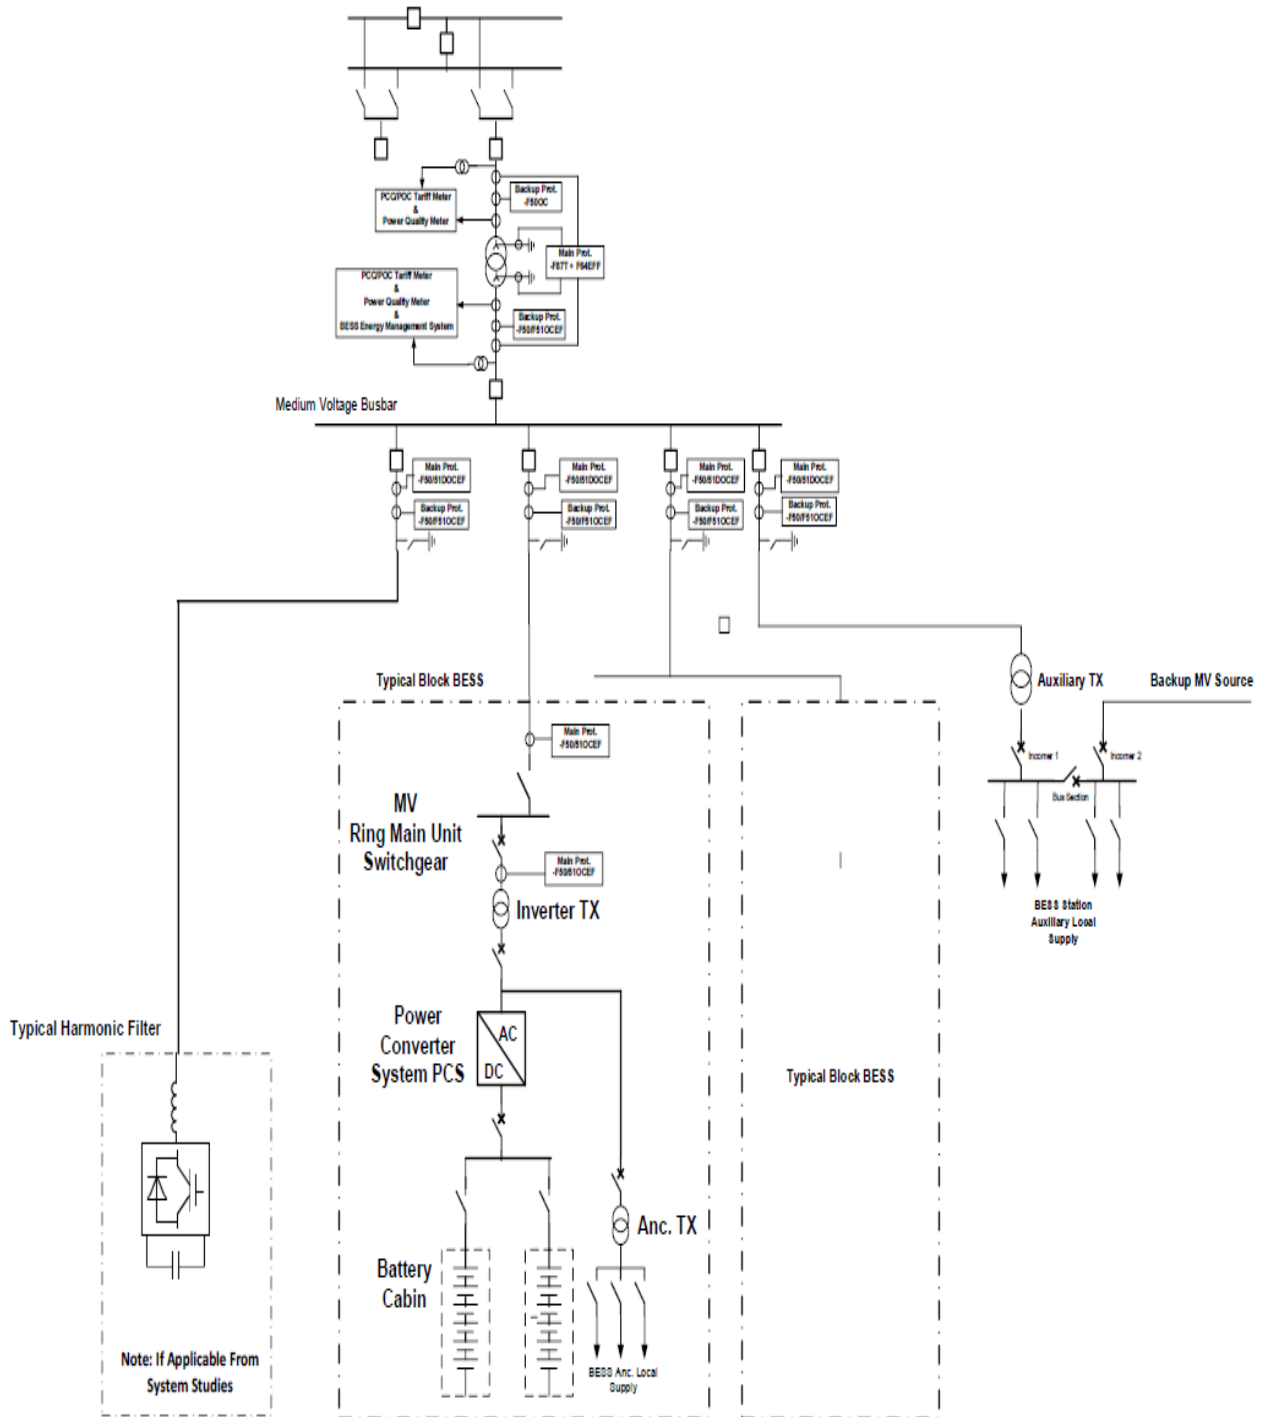 Backup Prot.
-F50OC
PCC/POC Tariff Meter
&
Power Quality Meter
Main Prot.
-F87T + F64EFF
PCC/POC Tariff Meter
&
Power Quality Meter
&
BESS Energy Management System
Backup Prot.
-F50/F51OCEF
Medium Voltage Busbar
Main Prot.
-F50/51DOCEF
Backup Prot.
-F50/F51OCEF
Main Prot.
-F50/51DOCEF
Backup Prot.
-F50/F51OCEF
Main Prot.
-F50/51DOCEF
Backup Prot.
-F50/F51OCEF
Main Prot.
-F50/51DOCEF
Backup Prot.
-F50/F51OCEF
Typical Block BESS
Auxiliary TX
Backup MV Source
Main Prot.
-F50/51OCEF
Incomer 1
Incomer 2
Bus Section
MV
Ring Main Unit
Switchgear
Main Prot.
-F50/51OCEF
Inverter TX
BESS Station
Auxiliary Local
Supply
Power
Converter
System PCS
AC
DC
Typical Harmonic Filter
Typical Block BESS
Anc. TX
Battery
Cabin
BESS Anc. Local
Supply
Note: If Applicable From
System Studies